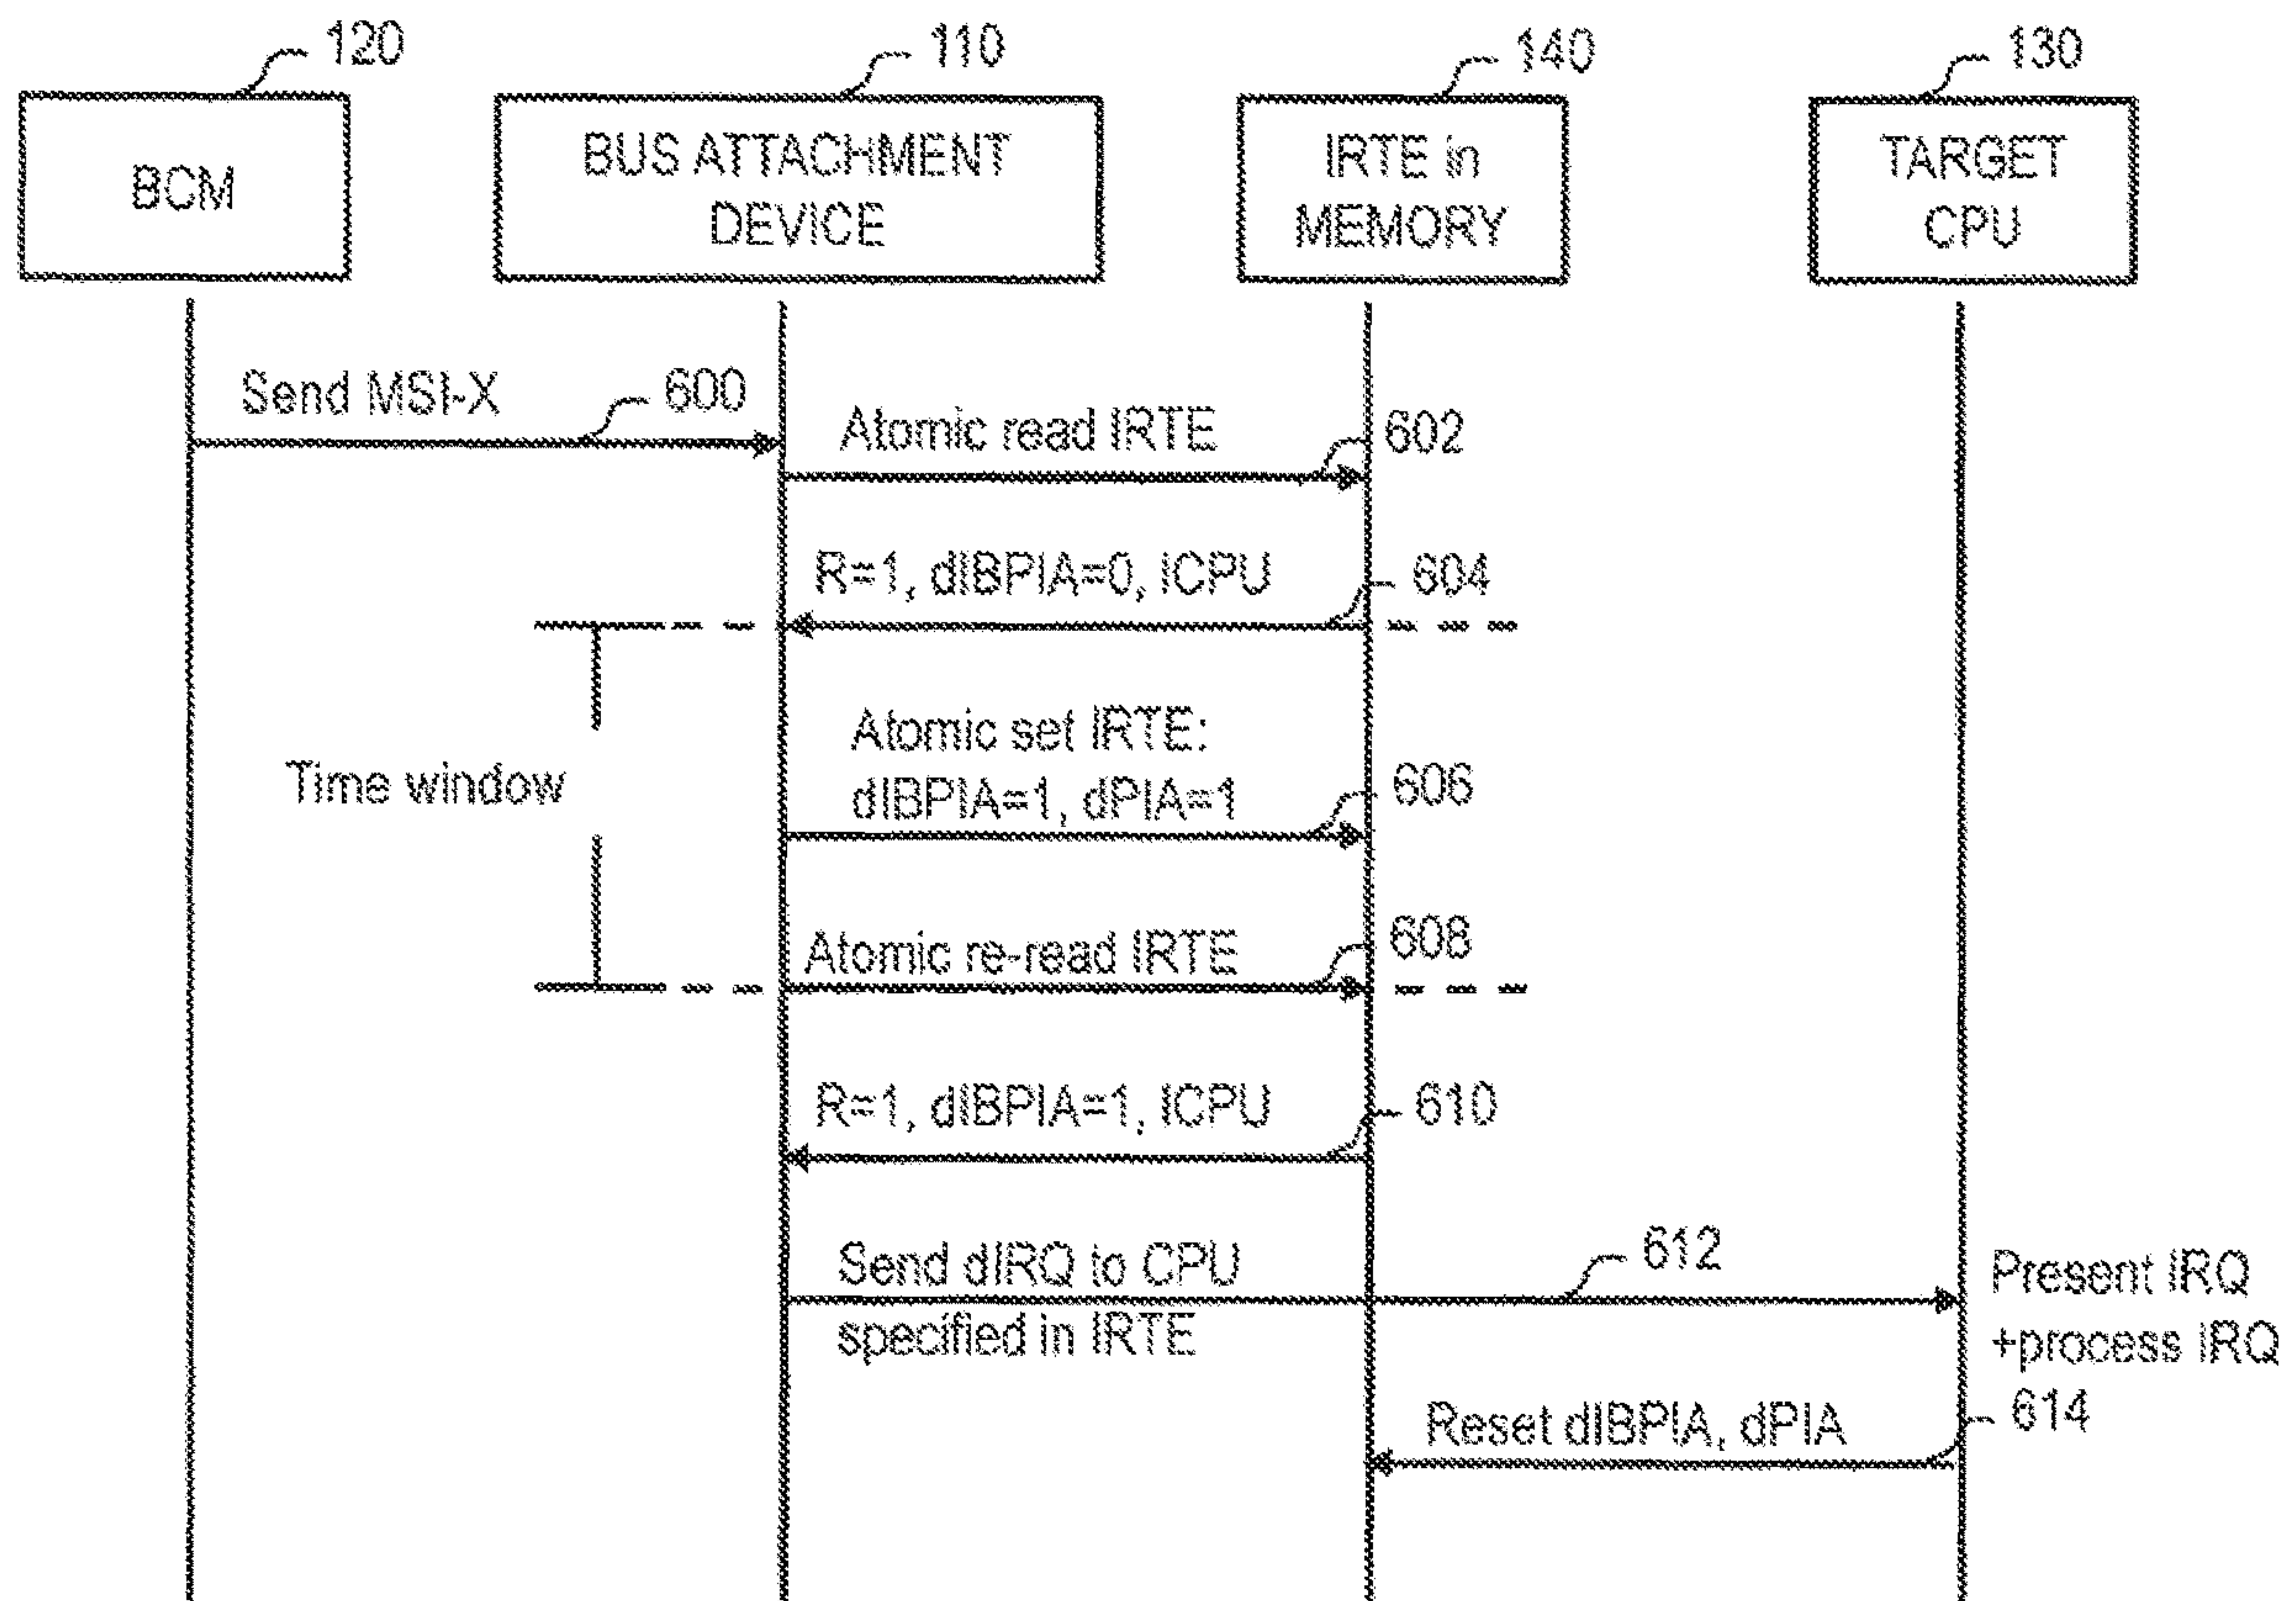 120
110
140
130
BCM
BUS ATTACHMENT
DEVICE
IRTE in
MEMORY
TARGET
CPU
Send MSI-X
600
Atomic read IRTE
602
R=1, dIBPIA=0, ICPU
604
Atomic set IRTE:
dIBPIA=1, dPIA=1
606
Time window
Atomic re-read IRTE
608
R=1, dIBPIA=1, ICPU
610
Send dIRQ to CPU
specified in IRTE
612
Present IRQ
+process IRQ
614
Reset dIBPIA, dPIA